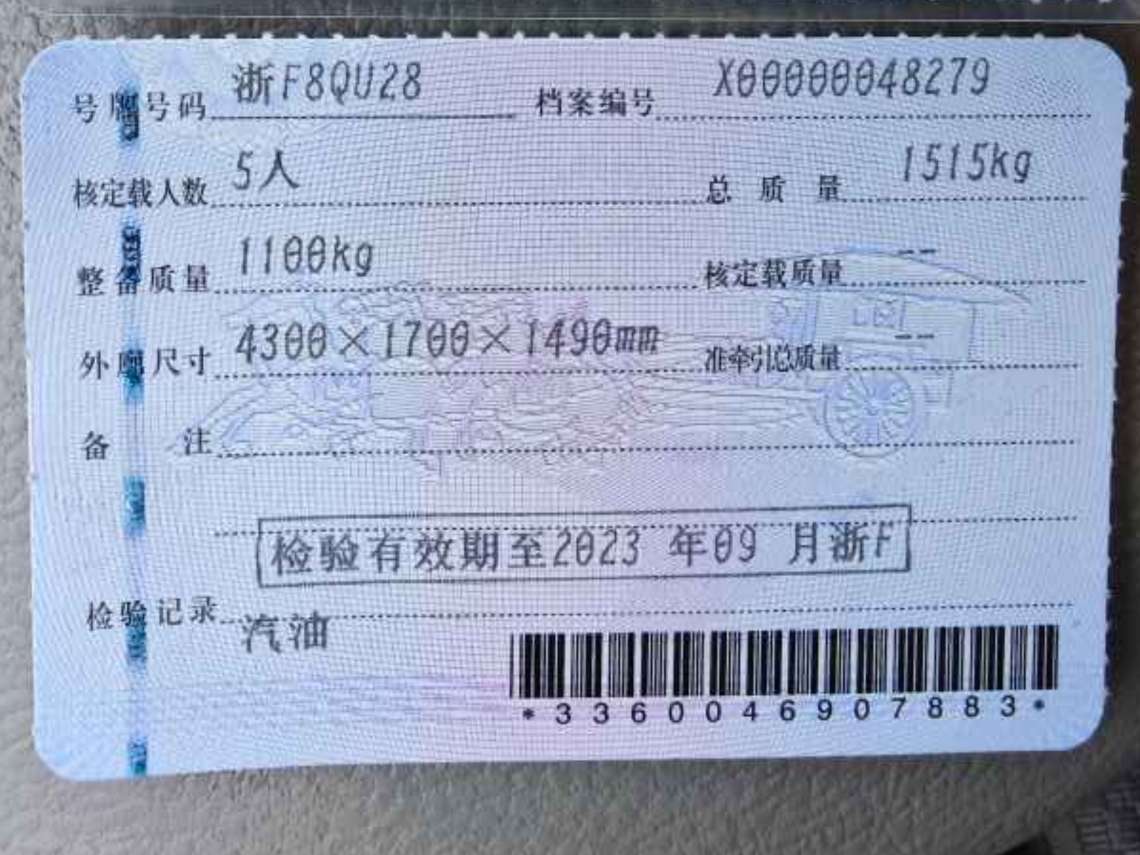 号牌号码 浙F8QU28 档案编号 X00000048279
核定载人数 5人 总质量 1515kg
整备质量 1100kg 核定载质量 --
外廓尺寸 4300×1700×1490mm 准牵引总质量 --
备注
检验有效期至2023 年09 月浙F
检验记录
汽油
*3360046907883*